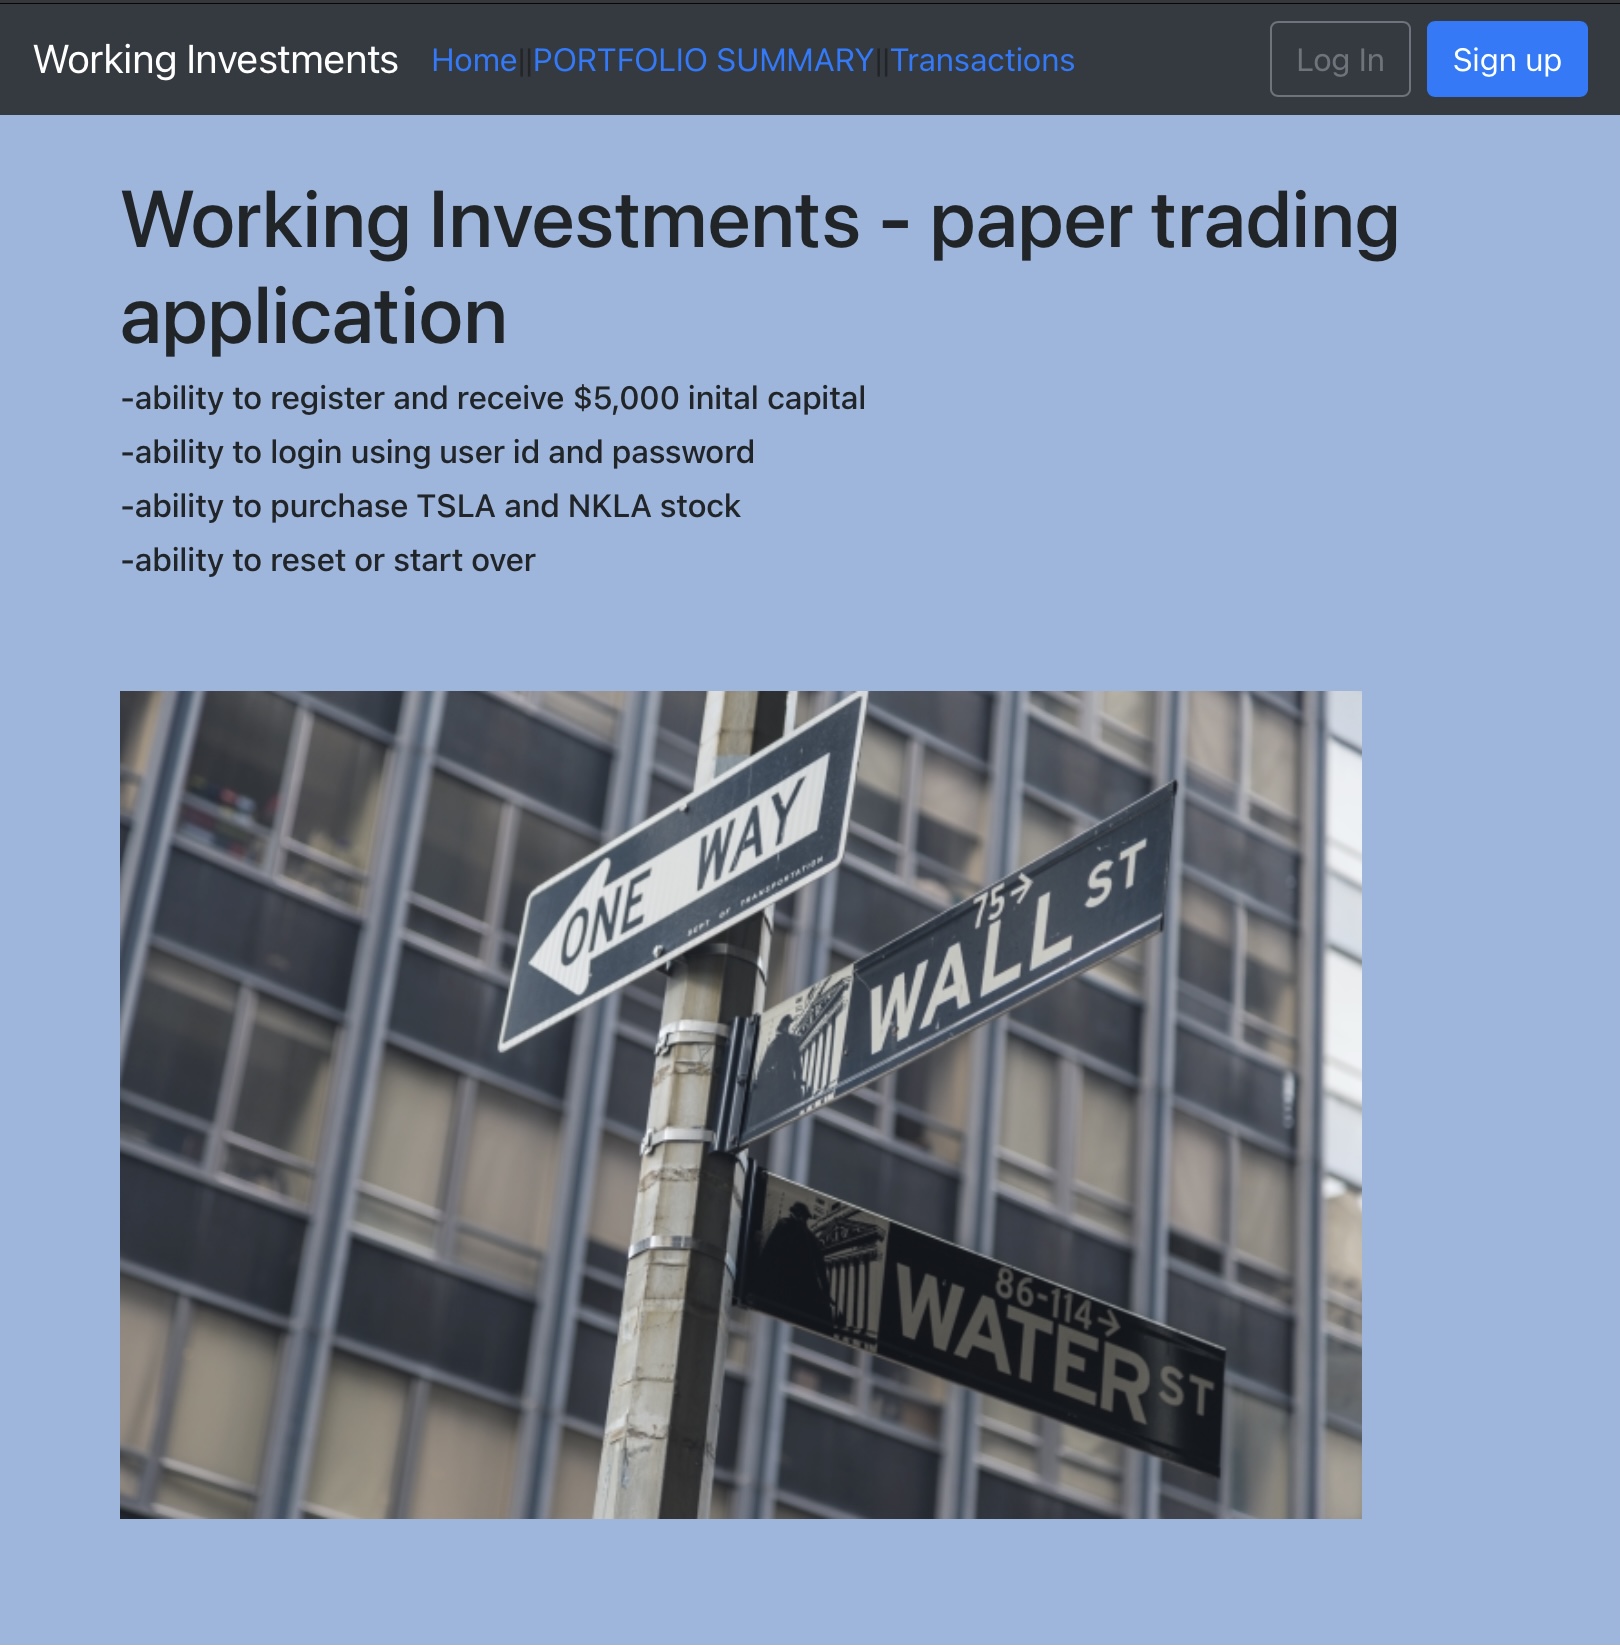 Working Investments Home||PORTFOLIO SUMMARY||Transactions Log In Sign up
Working Investments - paper trading
application
-ability to register and receive $5,000 inital capital
-ability to login using user id and password
-ability to purchase TSLA and NKLA stock
-ability to reset or start over
ONE WAY
DEPT OF TRANSPORTATION
75→
WALL ST
86-114→
WATER ST